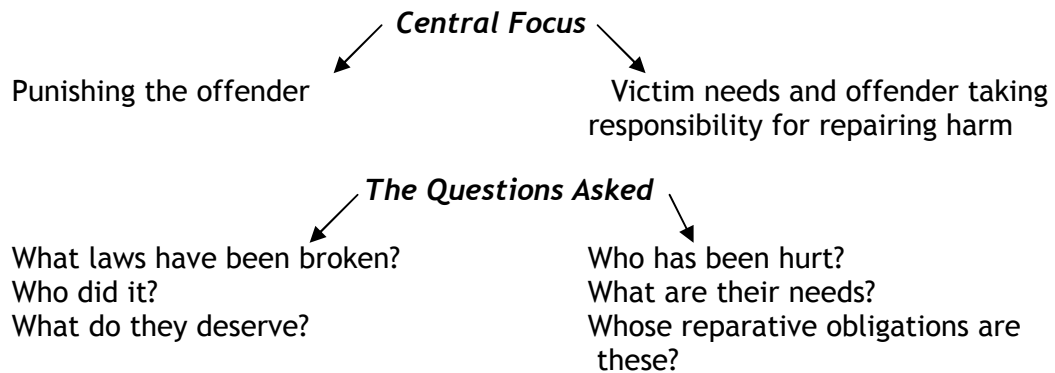 Central Focus
Punishing the offender
Victim needs and offender taking
responsibility for repairing harm
The Questions Asked
What laws have been broken?
Who did it?
What do they deserve?
Who has been hurt?
What are their needs?
Whose reparative obligations are
these?